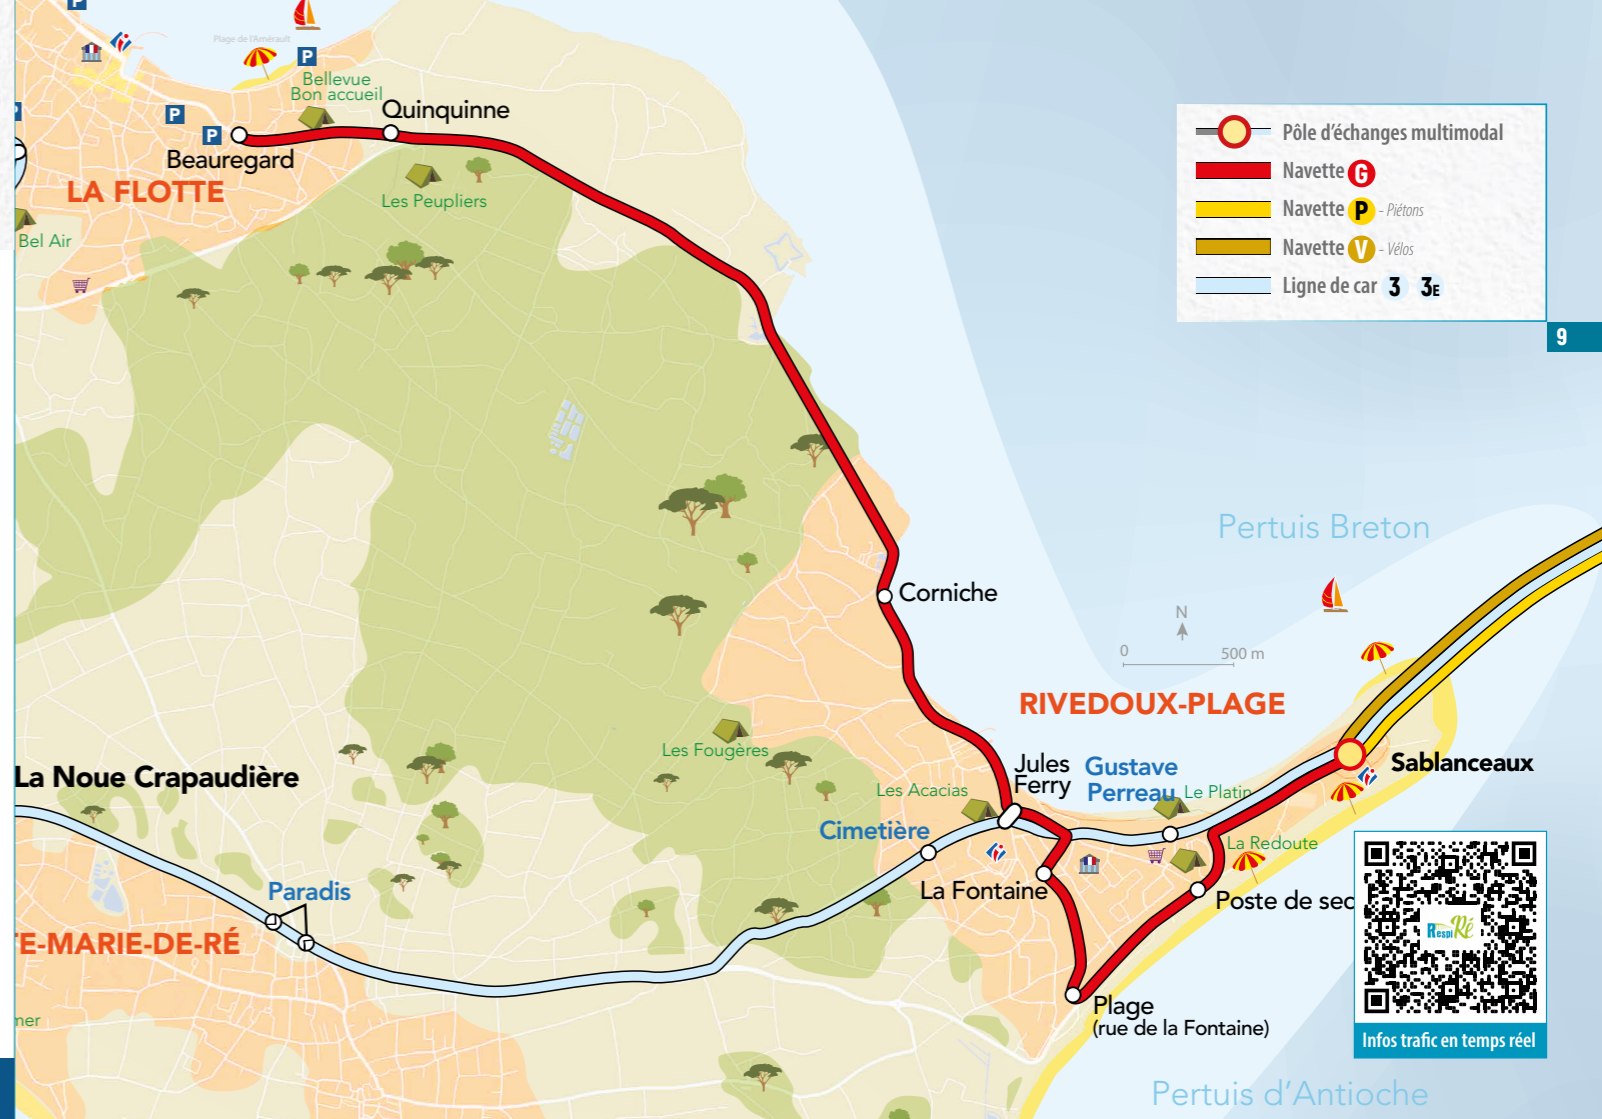 P
Plage de l'Arnérault
P
Bellevue
Bon accueil
P
P
P
Quinquinne
Beauregard
LA FLOTTE
Les Peupliers
Bel Air
Pôle d'échanges multimodal
Navette G
Navette P - Piétons
Navette V - Vélos
Ligne de car 3 3E
9
Pertuis Breton
Corniche
N
0 500 m
RIVEDOUX-PLAGE
Les Fougères
La Noue Crapaudière
Jules
Ferry
Gustave
Perreau
Le Platin
Sablanceaux
Les Acacias
Cimetière
La Redoute
Paradis
La Fontaine
Poste de sec
TE-MARIE-DE-RÉ
Respi Ré
Plage
(rue de la Fontaine)
mer
Infos trafic en temps réel
Pertuis d'Antioche